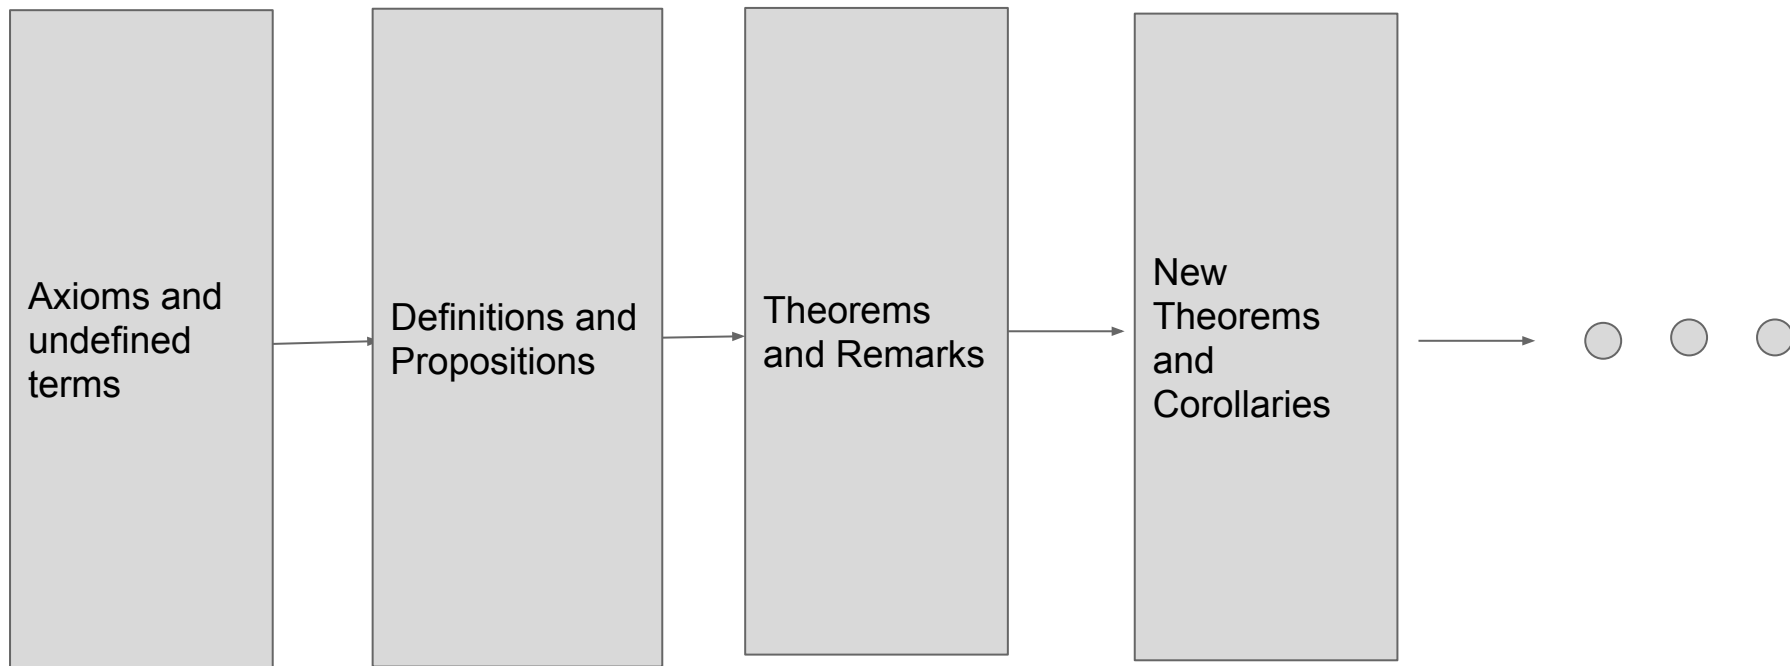 Axioms and
undefined
terms
Definitions and
Propositions
Theorems
and Remarks
New
Theorems
and
Corollaries